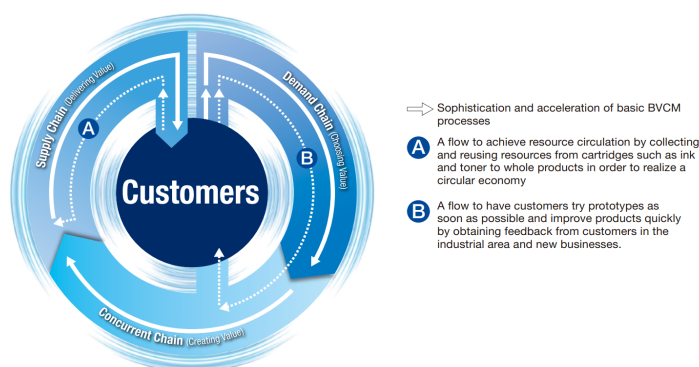 Supply Chain (Delivering Value)
A
Demand Chain (Choosing Value)
B
Customers
Concurrent Chain (Creating Value)
Sophistication and acceleration of basic BVCM
processes
A
A flow to achieve resource circulation by collecting
and reusing resources from cartridges such as ink
and toner to whole products in order to realize a
circular economy
B
A flow to have customers try prototypes as
soon as possible and improve products quickly
by obtaining feedback from customers in the
industrial area and new businesses.